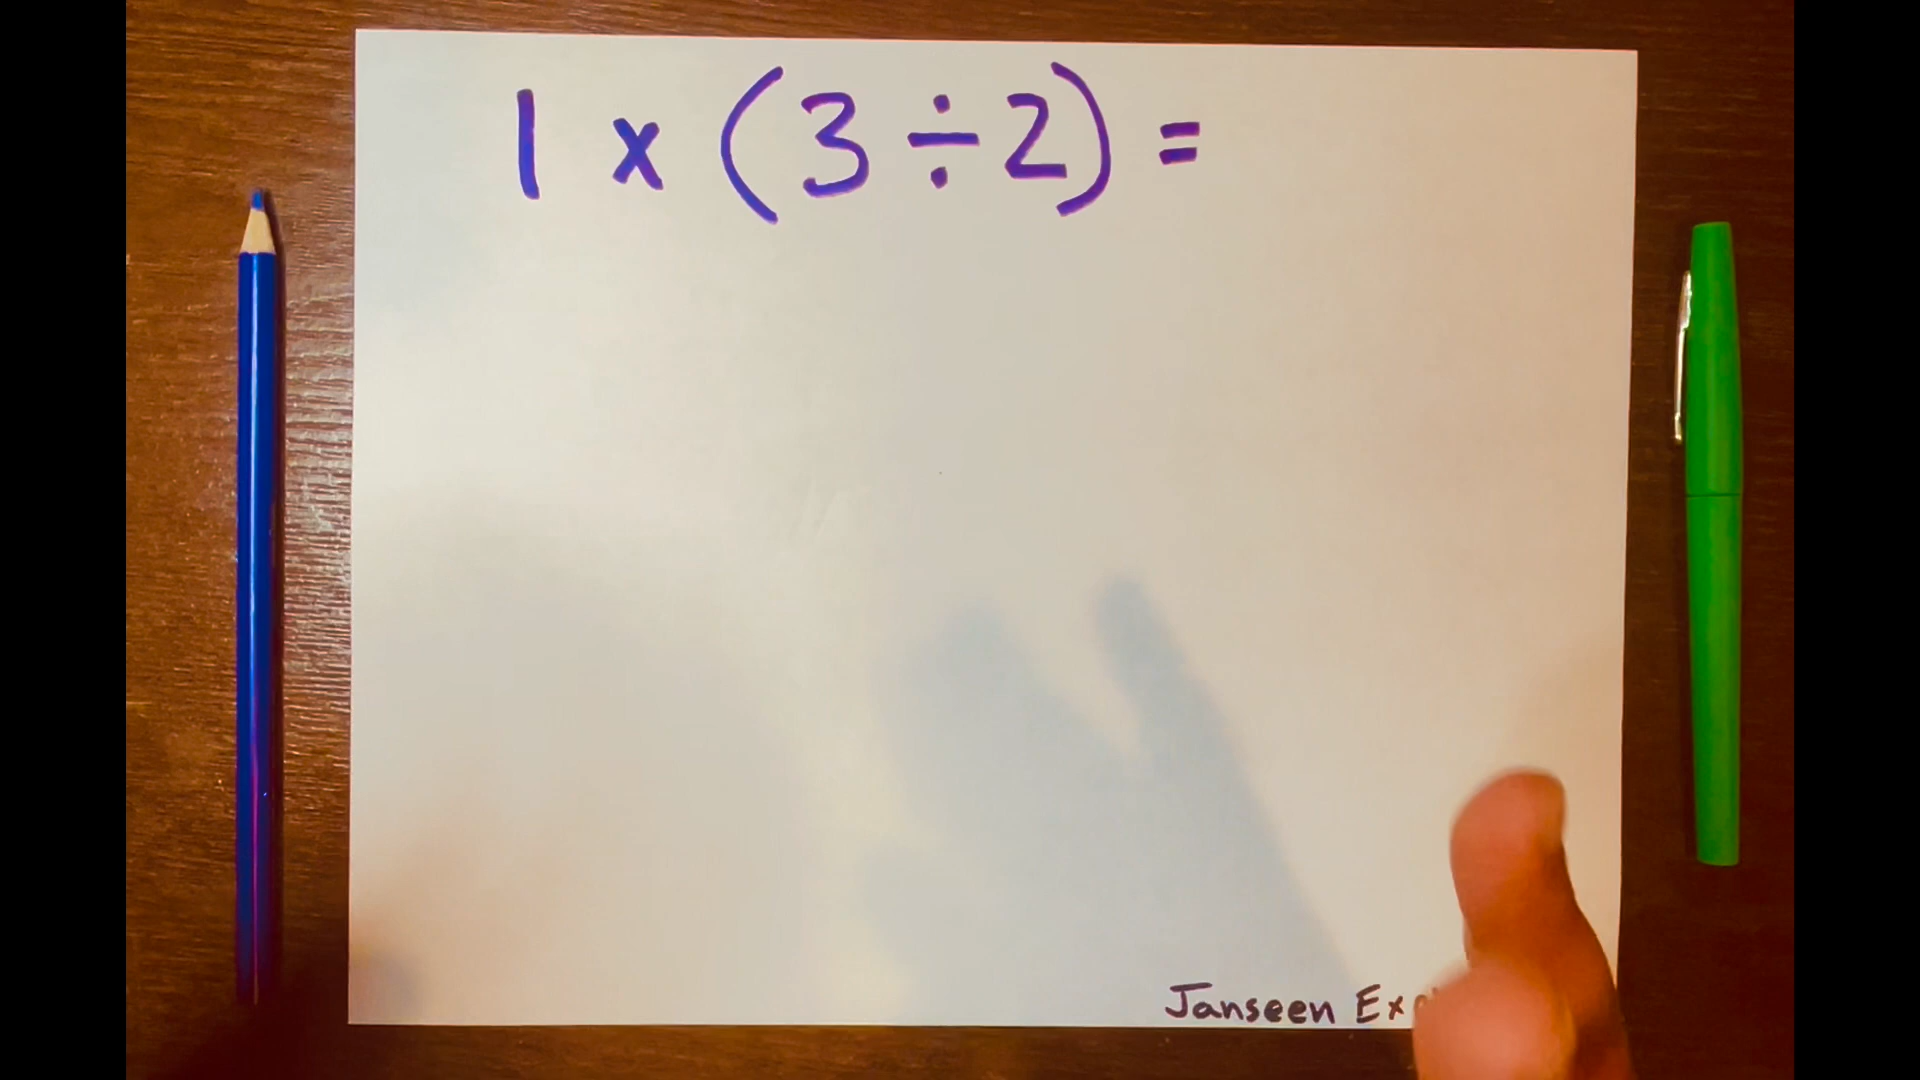 1 x (3 ÷ 2) =
Janseen